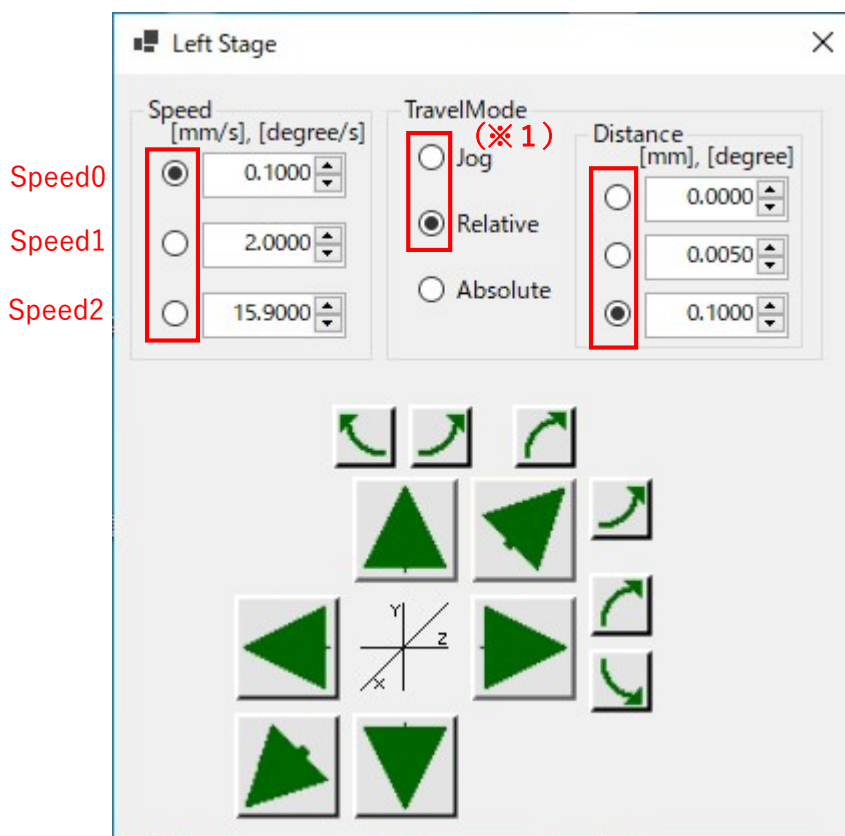 Left Stage
Speed
[mm/s], [degree/s]
Speed0
0.1000
Speed1
2.0000
Speed2
15.9000
TravelMode
(※1)
Jog
Relative
Absolute
Distance
[mm], [degree]
0.0000
0.0050
0.1000
Y
Z
X